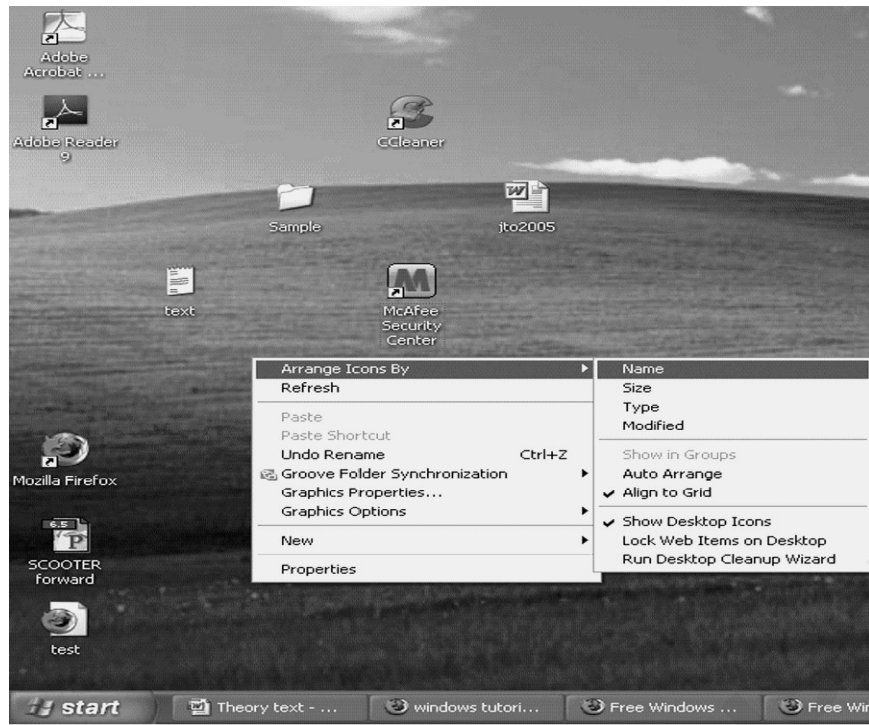 Adobe
Acrobat ...
Adobe Reader
9
CCleaner
Sample
jto2005
text
McAfee
Security
Center
Arrange Icons By
Refresh
Paste
Paste Shortcut
Undo Rename Ctrl+Z
Groove Folder Synchronization
Graphics Properties...
Graphics Options
New
Properties
Name
Size
Type
Modified
Show in Groups
Auto Arrange
Align to Grid
Show Desktop Icons
Lock Web Items on Desktop
Run Desktop Cleanup Wizard
Mozilla Firefox
6.5
P
SCOOTER
forward
test
start
Theory text - ...
windows tutori...
Free Windows ...
Free Wi